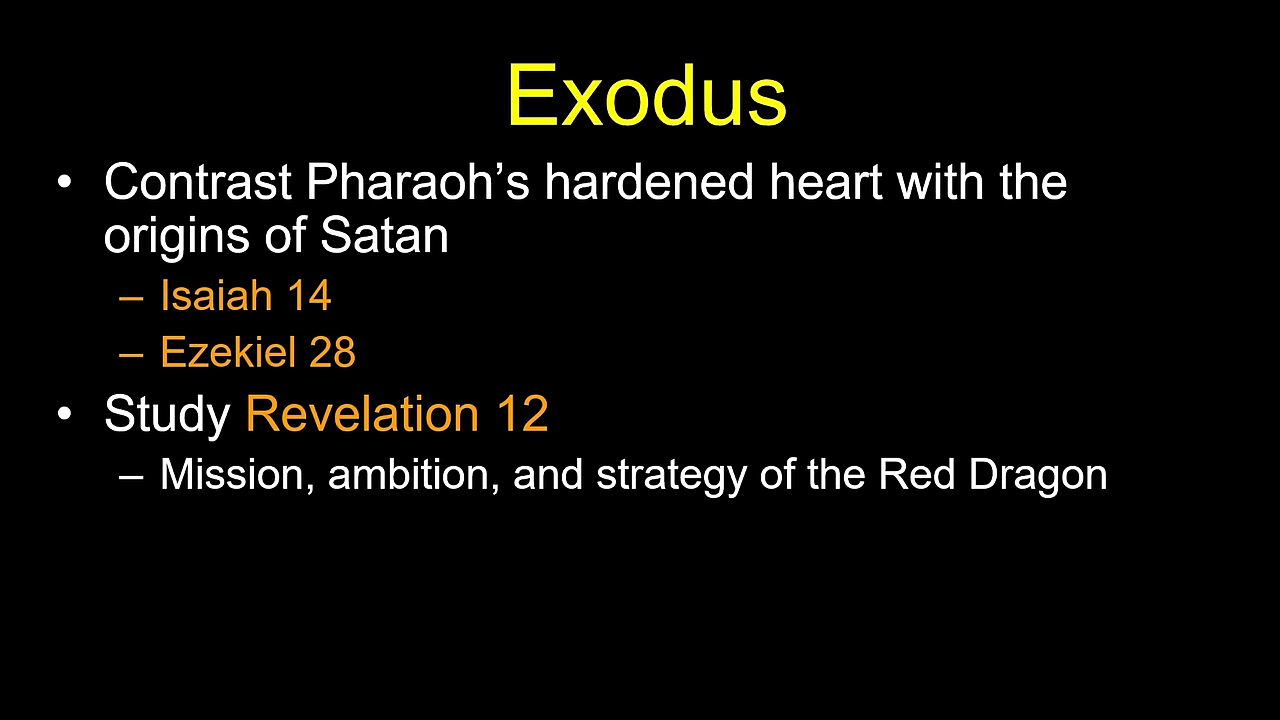 Exodus
• Contrast Pharaoh’s hardened heart with the
origins of Satan
– Isaiah 14
– Ezekiel 28
• Study Revelation 12
– Mission, ambition, and strategy of the Red Dragon